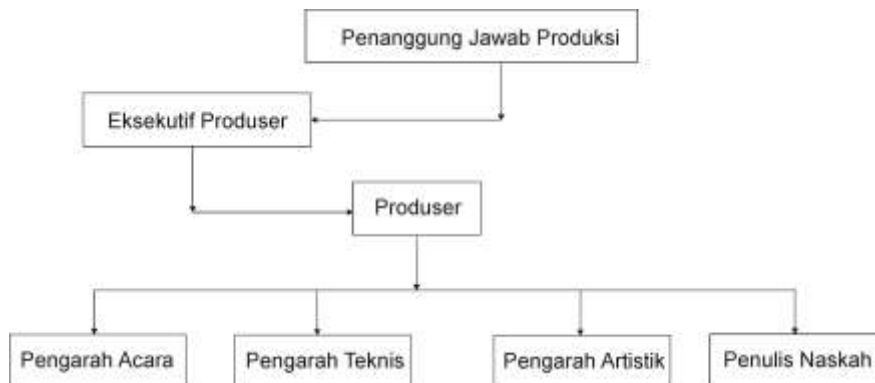 Penanggung Jawab Produksi
Eksekutif Produser
Produser
Pengarah Acara
Pengarah Teknis
Pengarah Artistik
Penulis Naskah